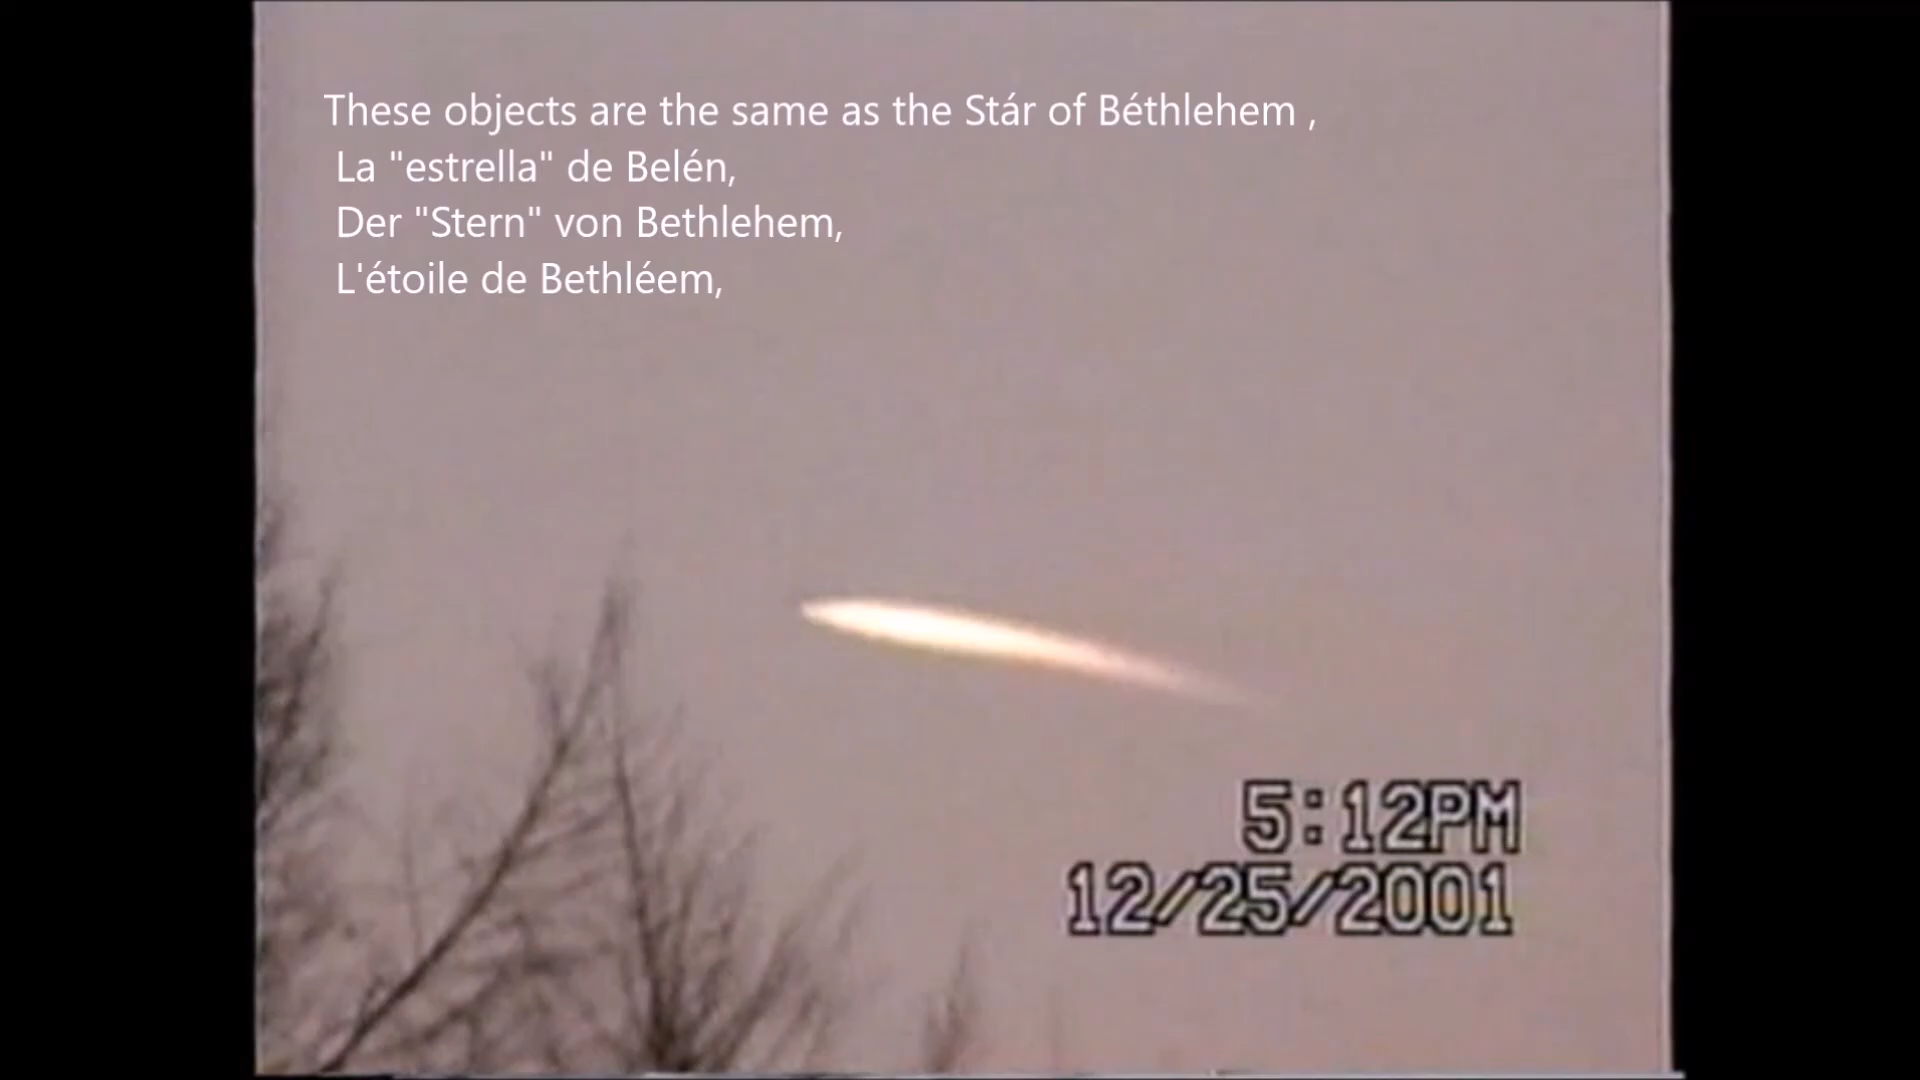 These objects are the same as the Stár of Béthlehem ,
La "estrella" de Belén,
Der "Stern" von Bethlehem,
L'étoile de Bethléem,
5:12PM
12/25/2001